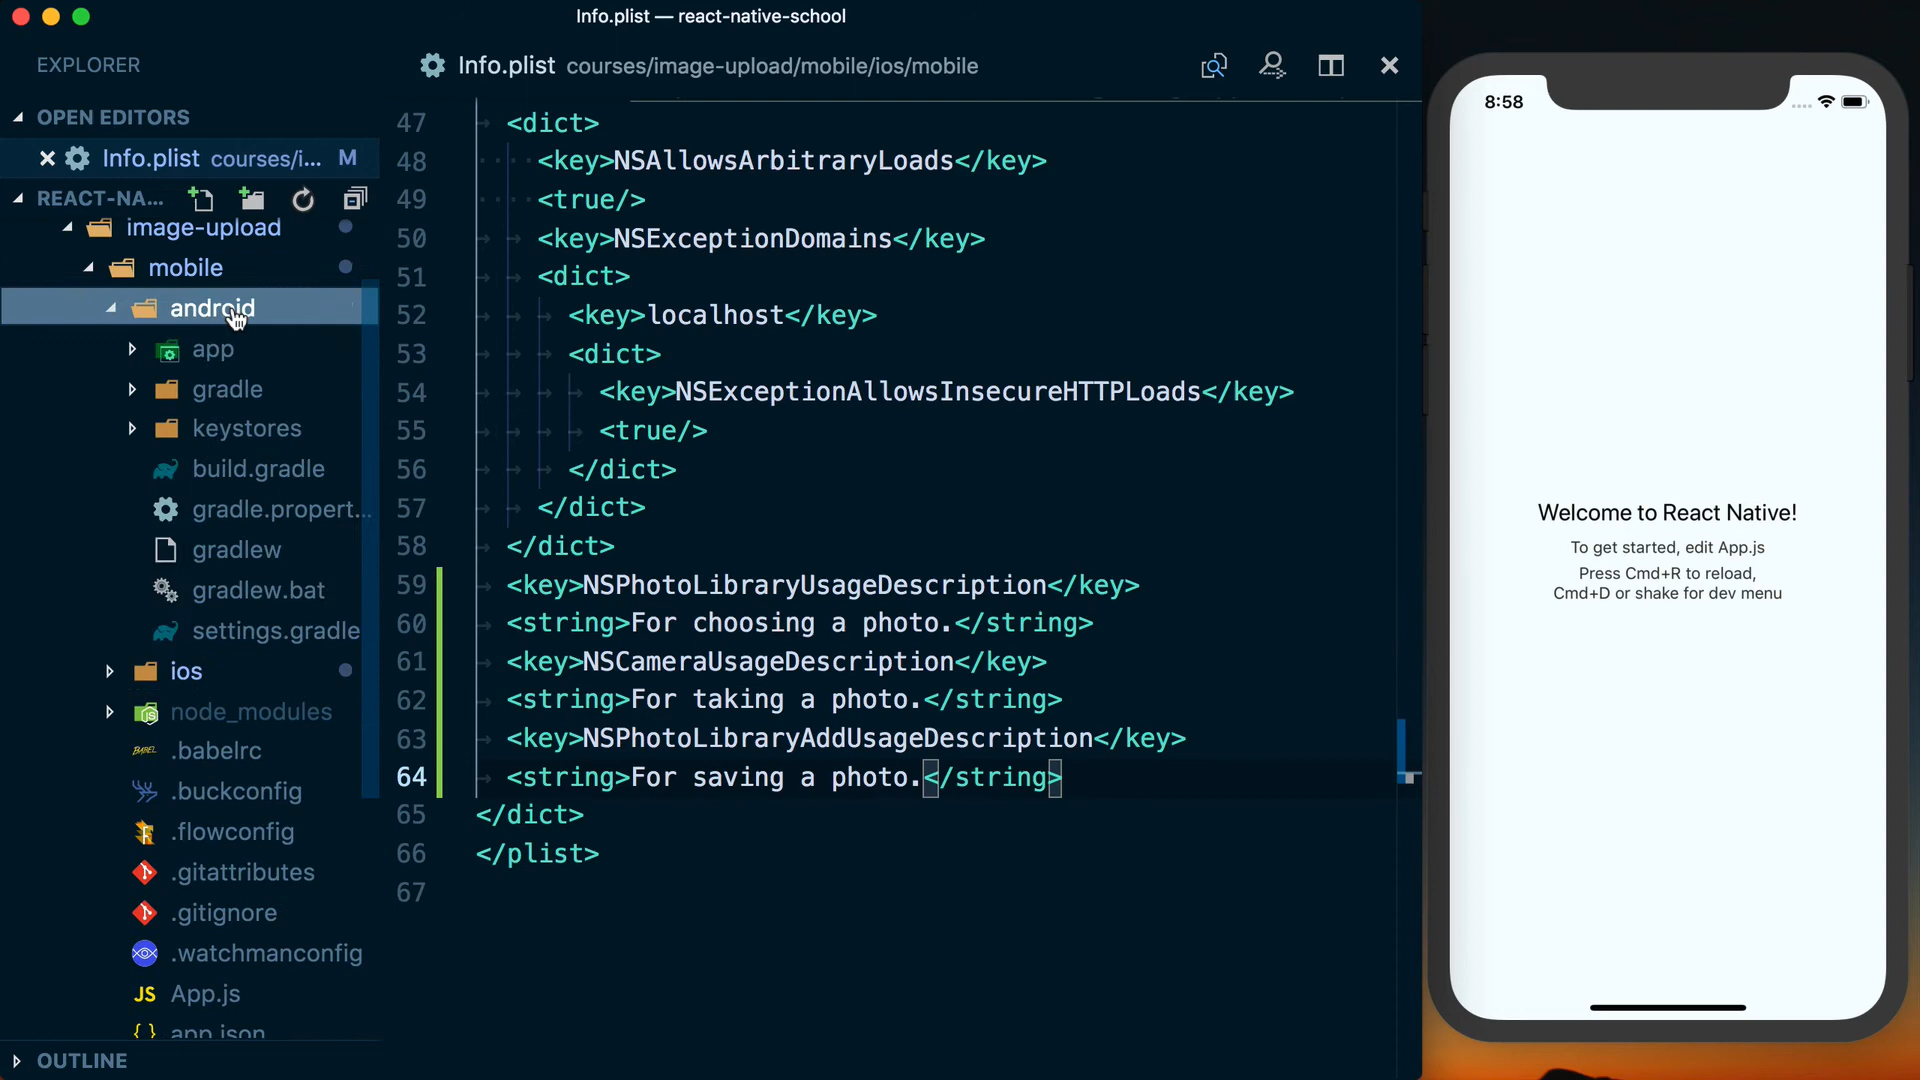 Info.plist — react-native-school
EXPLORER
OPEN EDITORS
Info.plist courses/i... M
REACT-NA...
image-upload
mobile
android
app
gradle
keystores
build.gradle
gradle.propert...
gradlew
gradlew.bat
settings.gradle
ios
node_modules
BABEL .babelrc
.buckconfig
.flowconfig
.gitattributes
.gitignore
.watchmanconfig
JS App.js
{ } app.json
OUTLINE
Info.plist courses/image-upload/mobile/ios/mobile
47 <dict>
48 <key>NSAllowsArbitraryLoads</key>
49 <true/>
50 <key>NSExceptionDomains</key>
51 <dict>
52 <key>localhost</key>
53 <dict>
54 <key>NSExceptionAllowsInsecureHTTPLoads</key>
55 <true/>
56 </dict>
57 </dict>
58 </dict>
59 <key>NSPhotoLibraryUsageDescription</key>
60 <string>For choosing a photo.</string>
61 <key>NSCameraUsageDescription</key>
62 <string>For taking a photo.</string>
63 <key>NSPhotoLibraryAddUsageDescription</key>
64 <string>For saving a photo.</string>
65 </dict>
66 </plist>
67
8:58
Welcome to React Native!
To get started, edit App.js
Press Cmd+R to reload,
Cmd+D or shake for dev menu